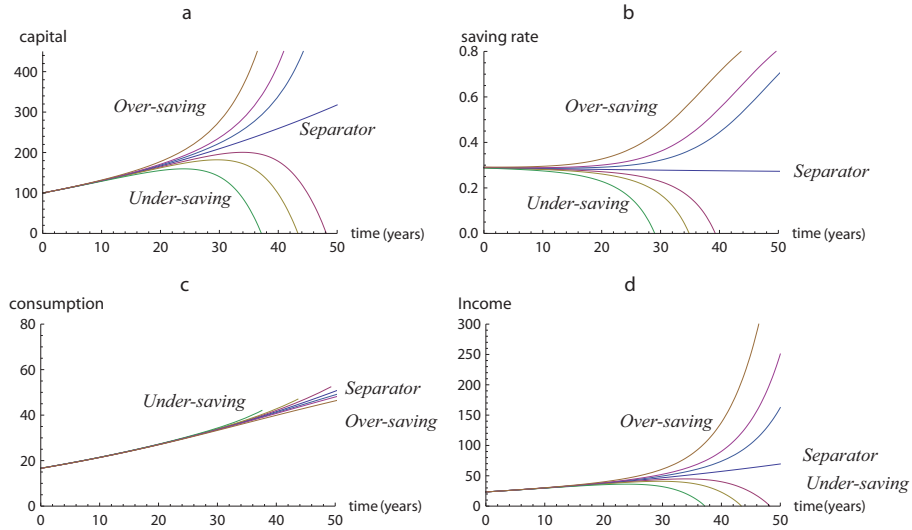 a
capital
400
300
200
100
0
Over-saving
Separator
Under-saving
0 10 20 30 40 50 time (years)
b
saving rate
0.8
0.6
0.4
0.2
0.0
Over-saving
Separator
Under-saving
0 10 20 30 40 50 time (years)
c
consumption
80
60
40
20
0
Under-saving
Separator
Over-saving
0 10 20 30 40 50 time (years)
d
Income
300
250
200
150
100
50
0
Over-saving
Separator
Under-saving
0 10 20 30 40 50 time (years)